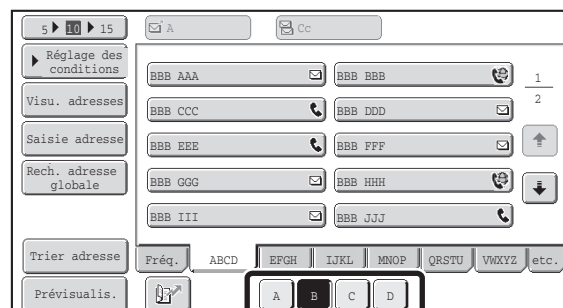 5 10 15
A
Cc
Réglage des
conditions
Visu. adresses
Saisie adresse
Rech. adresse
globale
Trier adresse
Prévisualis.
BBB AAA
BBB BBB
BBB CCC
BBB DDD
BBB EEE
BBB FFF
BBB GGG
BBB HHH
BBB III
BBB JJJ
1
2
Fréq.
ABCD
EFGH
IJKL
MNOP
QRSTU
VWXYZ
etc.
A
B
C
D